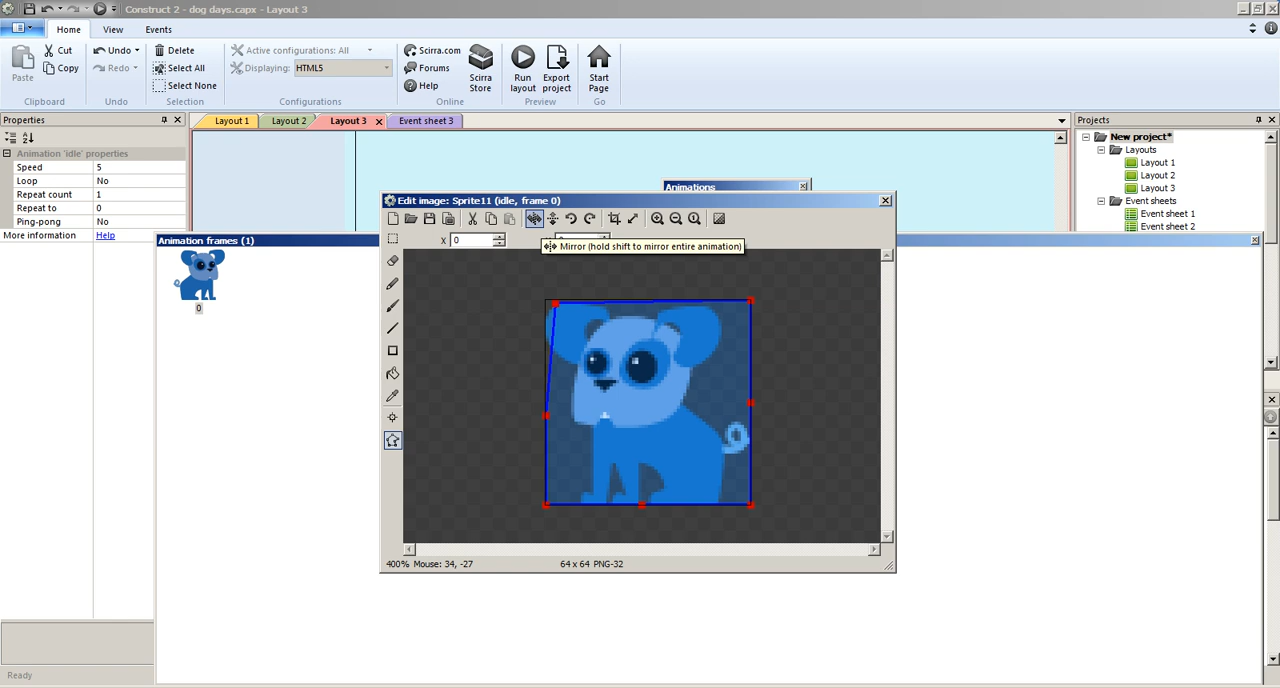 Construct 2 - dog days.capx - Layout 3
Home View Events
Paste Cut Copy Clipboard
Undo Redo Undo
Delete Select All Select None Selection
Active configurations: All Displaying: HTML5 Configurations
Scirra.com Forums Help Scirra Store Online
Run layout Export project Preview
Start Page Go
Properties
Layout 1 Layout 2 Layout 3 Event sheet 3
Projects
Animation 'idle' properties
Speed 5
Loop No
Repeat count 1
Repeat to 0
Ping-pong No
More information Help
New project*
Layouts
Layout 1
Layout 2
Layout 3
Event sheets
Event sheet 1
Event sheet 2
Animations
Animation frames (1)
0
Edit image: Sprite11 (idle, frame 0)
X 0
Mirror (hold shift to mirror entire animation)
400% Mouse: 34, -27 64 x 64 PNG-32
Ready